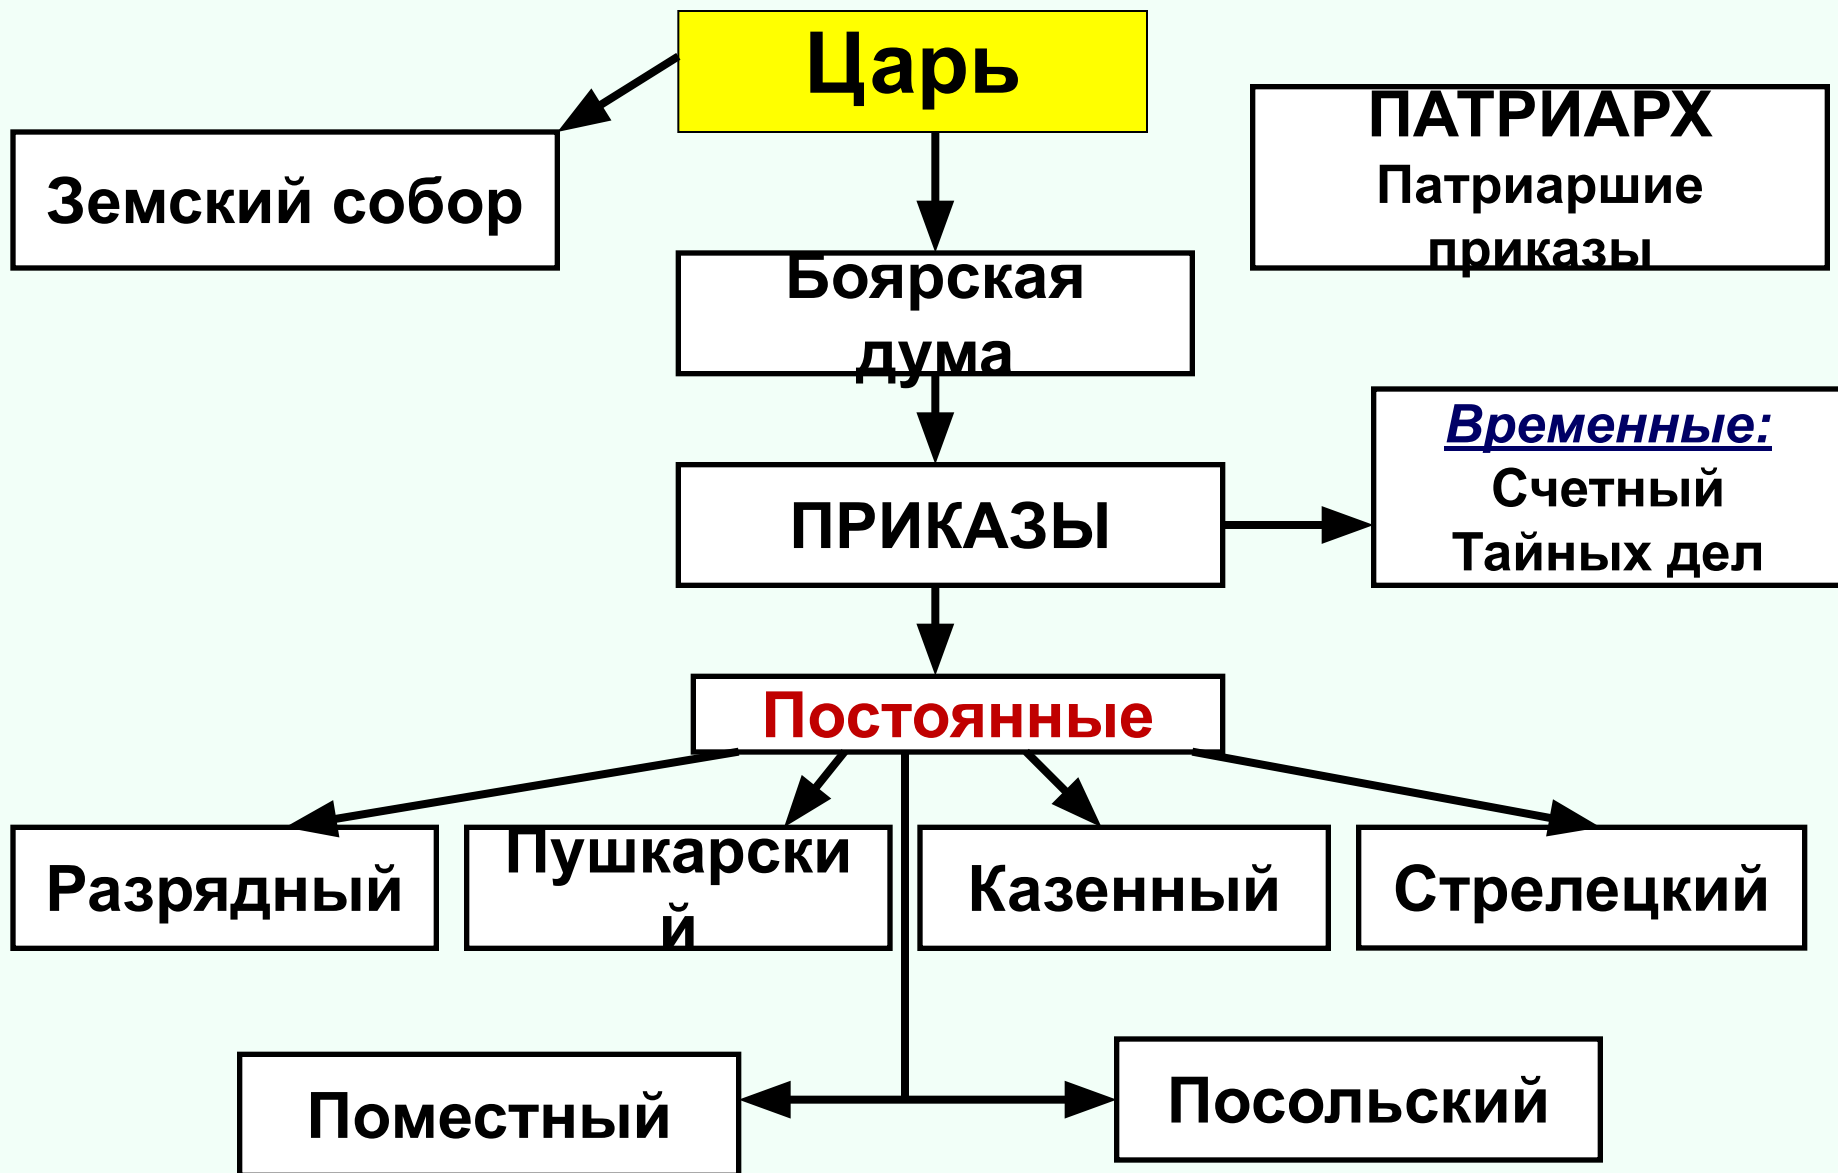 Царь
Земский собор
ПАТРИАРХ
Патриаршие
приказы
Боярская
дума
Временные:
Счетный
Тайных дел
ПРИКАЗЫ
Постоянные
Разрядный
Пушкарски
й
Казенный
Стрелецкий
Поместный
Посольский